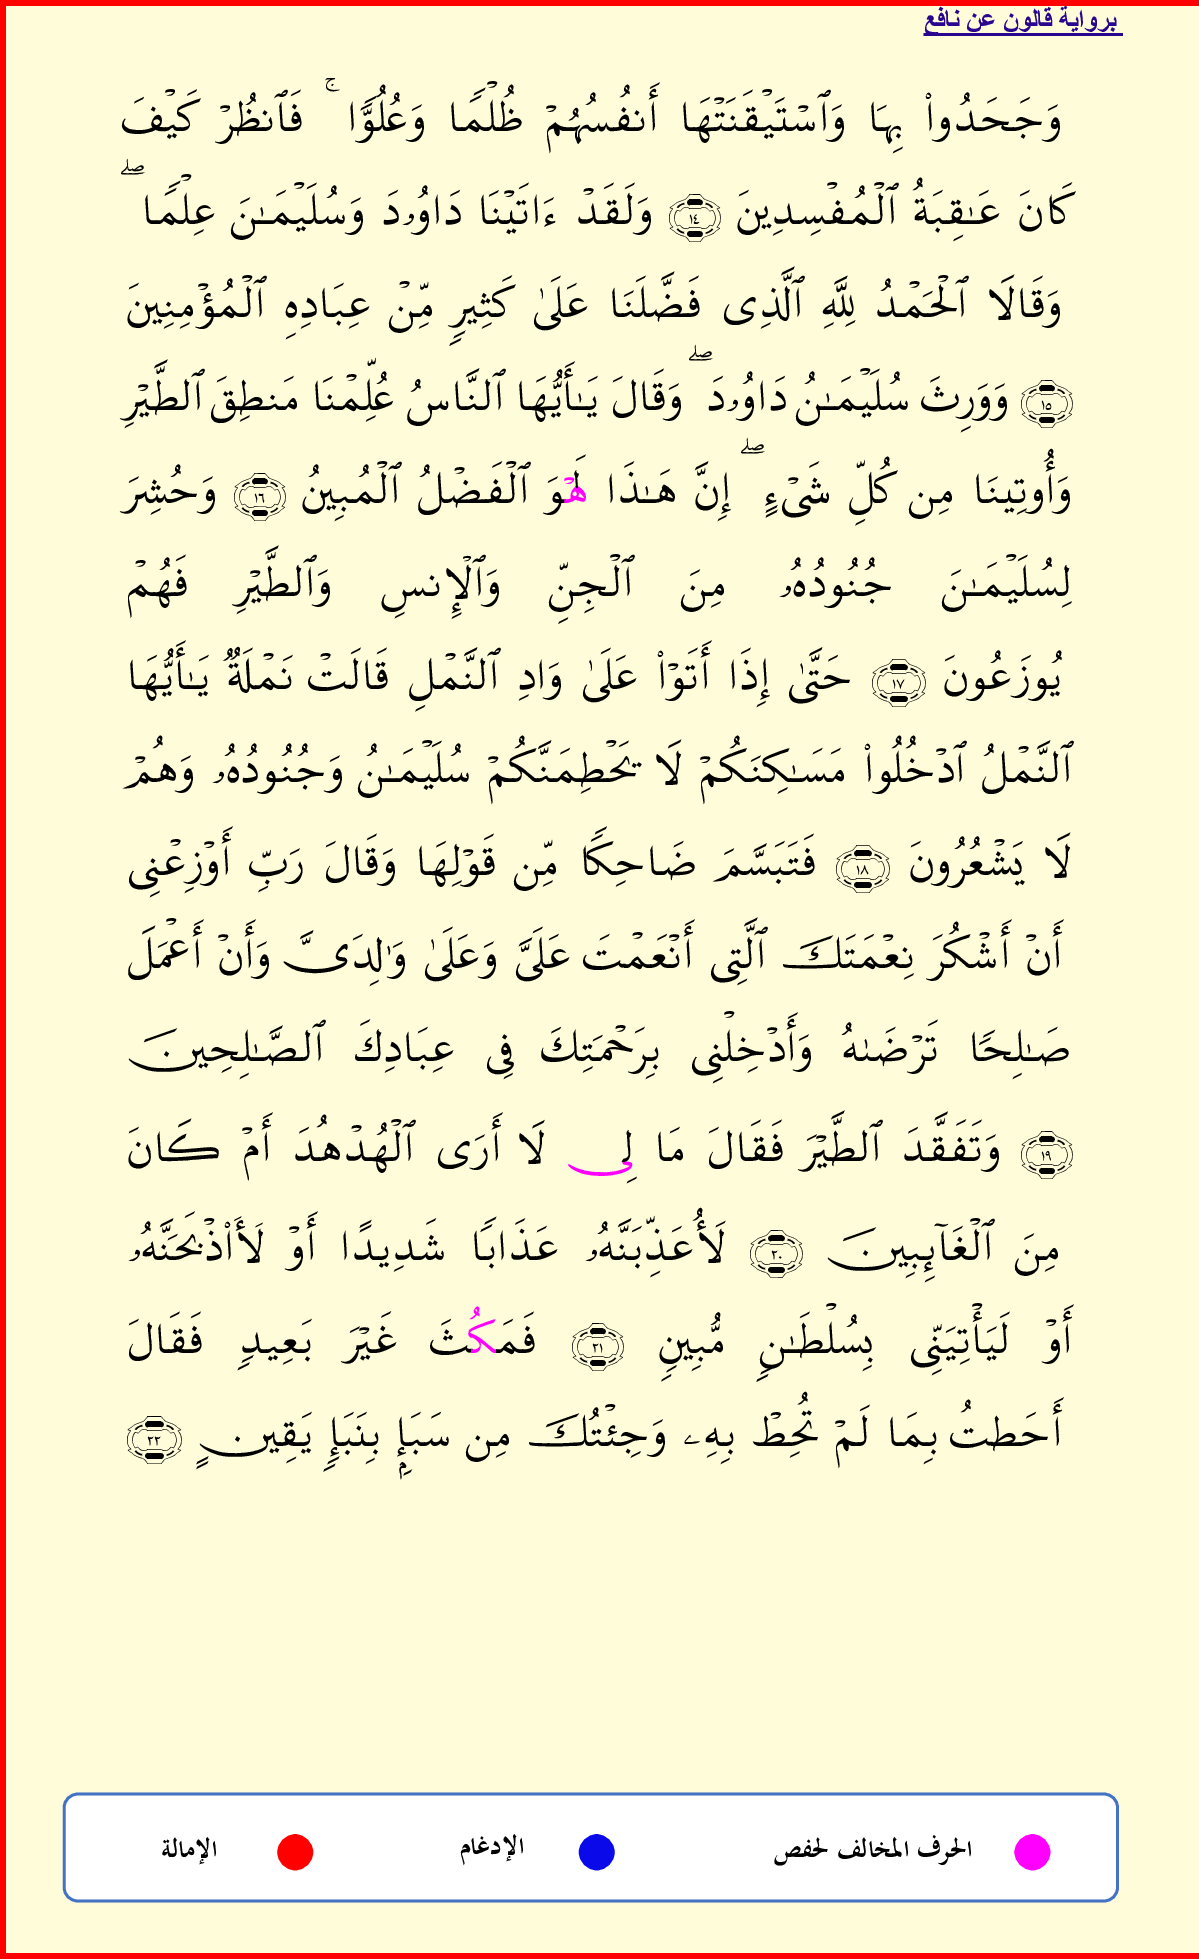 برواية قالون عن نافع
وَجَحَدُوا۟ بِهَا وَٱسْتَيْقَنَتْهَا أَنفُسُهُمْ ظُلْمًا وَعُلُوًّا ۚ فَٱنظُرْ كَيْفَ
كَانَ عَـٰقِبَةُ ٱلْمُفْسِدِينَ ١٤ وَلَقَدْ ءَاتَيْنَا دَاوُۥدَ وَسُلَيْمَـٰنَ عِلْمًا ۖ
وَقَالَا ٱلْحَمْدُ لِلَّهِ ٱلَّذِى فَضَّلَنَا عَلَىٰ كَثِيرٍ مِّنْ عِبَادِهِ ٱلْمُؤْمِنِينَ
١٥ وَوَرِثَ سُلَيْمَـٰنُ دَاوُۥدَ ۖ وَقَالَ يَـٰٓأَيُّهَا ٱلنَّاسُ عُلِّمْنَا مَنطِقَ ٱلطَّيْرِ
وَأُوتِينَا مِن كُلِّ شَىْءٍ ۖ إِنَّ هَـٰذَا لَهْوَ ٱلْفَضْلُ ٱلْمُبِينُ ١٦ وَحُشِرَ
لِسُلَيْمَـٰنَ جُنُودُهُۥ مِنَ ٱلْجِنِّ وَٱلْإِنسِ وَٱلطَّيْرِ فَهُمْ
يُوزَعُونَ ١٧ حَتَّىٰ إِذَا أَتَوْا۟ عَلَىٰ وَادِ ٱلنَّمْلِ قَالَتْ نَمْلَةٌ يَـٰأَيُّهَا
ٱلنَّمْلُ ٱدْخُلُوا۟ مَسَـٰكِنَكُمْ لَا يَحْطِمَنَّكُمْ سُلَيْمَـٰنُ وَجُنُودُهُۥ وَهُمْ
لَا يَشْعُرُونَ ١٨ فَتَبَسَّمَ ضَاحِكًا مِّن قَوْلِهَا وَقَالَ رَبِّ أَوْزِعْنِى
أَنْ أَشْكُرَ نِعْمَتَكَ ٱلَّتِى أَنْعَمْتَ عَلَىَّ وَعَلَىٰ وَٰلِدَىَّ وَأَنْ أَعْمَلَ
صَـٰلِحًا تَرْضَىٰهُ وَأَدْخِلْنِى بِرَحْمَتِكَ فِى عِبَادِكَ ٱلصَّـٰلِحِينَ
١٩ وَتَفَقَّدَ ٱلطَّيْرَ فَقَالَ مَا لِى لَا أَرَى ٱلْهُدْهُدَ أَمْ كَانَ
مِنَ ٱلْغَآئِبِينَ ٢٠ لَأُعَذِّبَنَّهُۥ عَذَابًا شَدِيدًا أَوْ لَأَا۟ذْبَحَنَّهُۥ
أَوْ لَيَأْتِيَنِّى بِسُلْطَـٰنٍ مُّبِينٍ ٢١ فَمَكُثَ غَيْرَ بَعِيدٍ فَقَالَ
أَحَطتُ بِمَا لَمْ تُحِطْ بِهِۦ وَجِئْتُكَ مِن سَبَإٍۭ بِنَبَإٍ يَقِينٍ ٢٢
الحرف المخالف لحفص الإدغام الإمالة